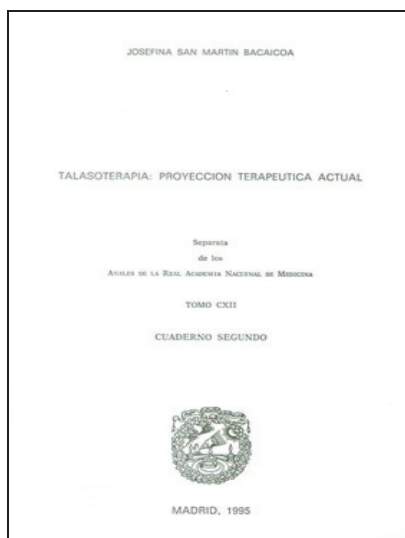 JOSEFINA SAN MARTIN BACAICOA
TALASOTERAPIA: PROYECCION TERAPEUTICA ACTUAL
Separata
de los
ANALES DE LA REAL ACADEMIA NACIONAL DE MEDICINA
TOMO CXII
CUADERNO SEGUNDO
MADRID, 1995